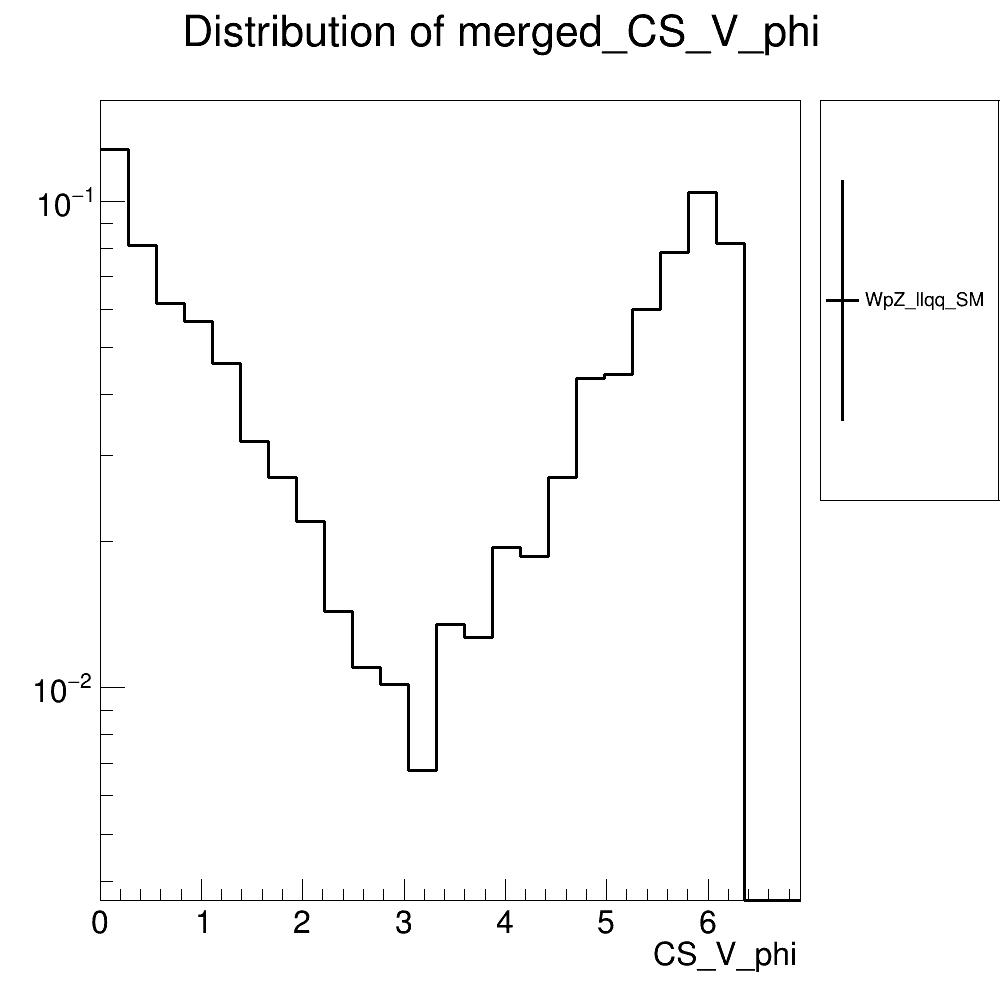 Distribution of merged_CS_V_phi
10−1
10−2
WpZ_llqq_SM
0 1 2 3 4 5 6
CS_V_phi